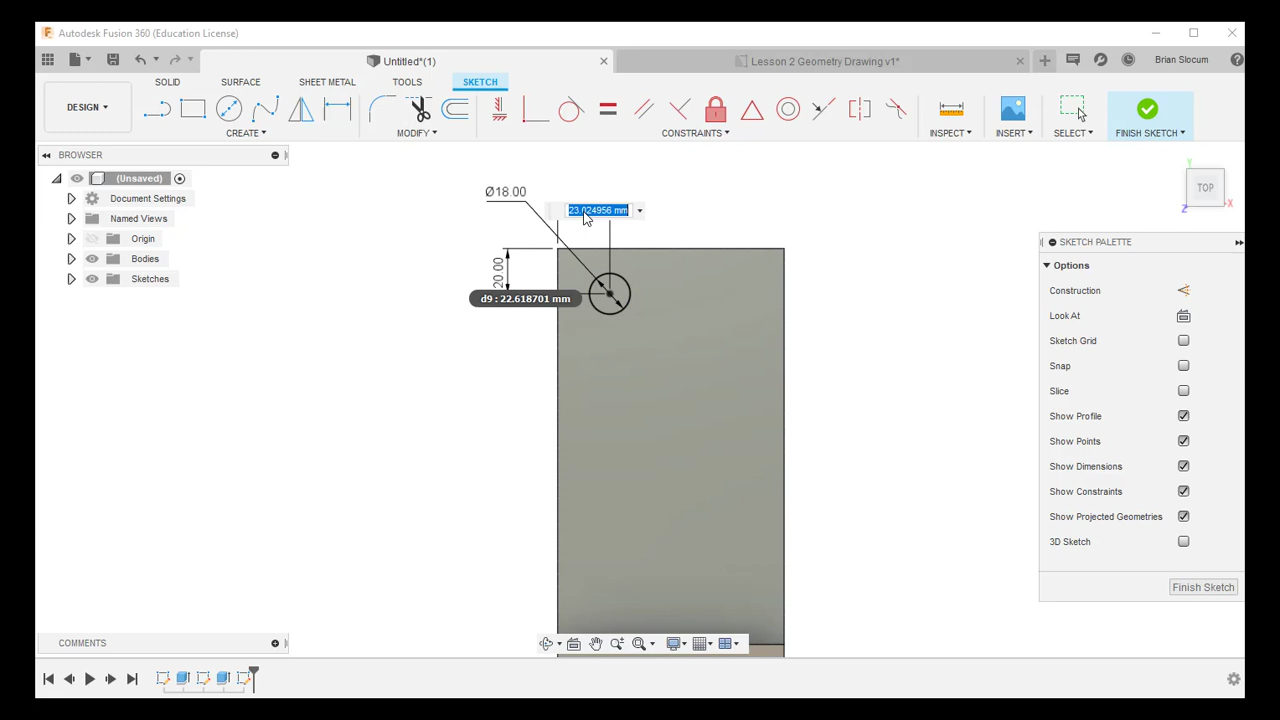 Autodesk Fusion 360 (Education License)
Untitled*(1)
Lesson 2 Geometry Drawing v1*
Brian Slocum
SOLID
SURFACE
SHEET METAL
TOOLS
SKETCH
DESIGN
CREATE
MODIFY
CONSTRAINTS
INSPECT
INSERT
SELECT
FINISH SKETCH
BROWSER
(Unsaved)
Document Settings
Named Views
Origin
Bodies
Sketches
Ø18.00
23.024956 mm
20.00
d9 : 22.618701 mm
TOP
Y
Z
X
SKETCH PALETTE
Options
Construction
Look At
Sketch Grid
Snap
Slice
Show Profile
Show Points
Show Dimensions
Show Constraints
Show Projected Geometries
3D Sketch
Finish Sketch
COMMENTS